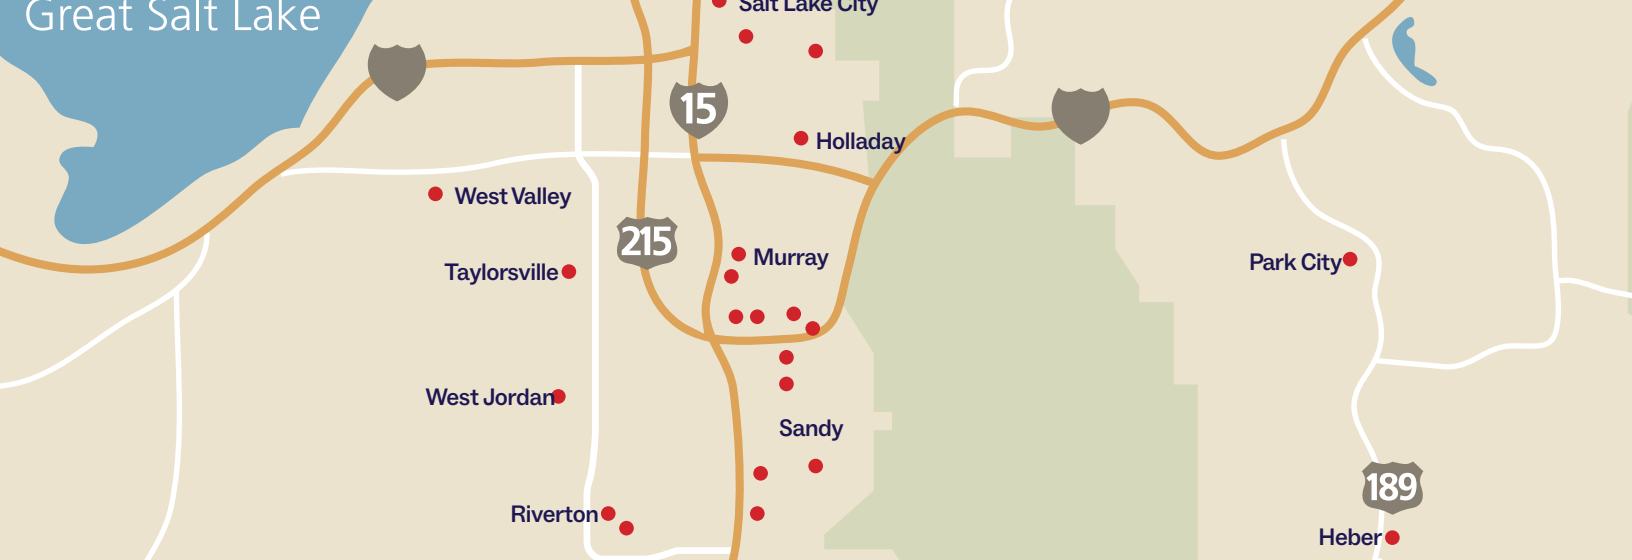 Great Salt Lake
Salt Lake City
15
Holladay
West Valley
215
Murray
Taylorsville
Park City
West Jordan
Sandy
189
Riverton
Heber